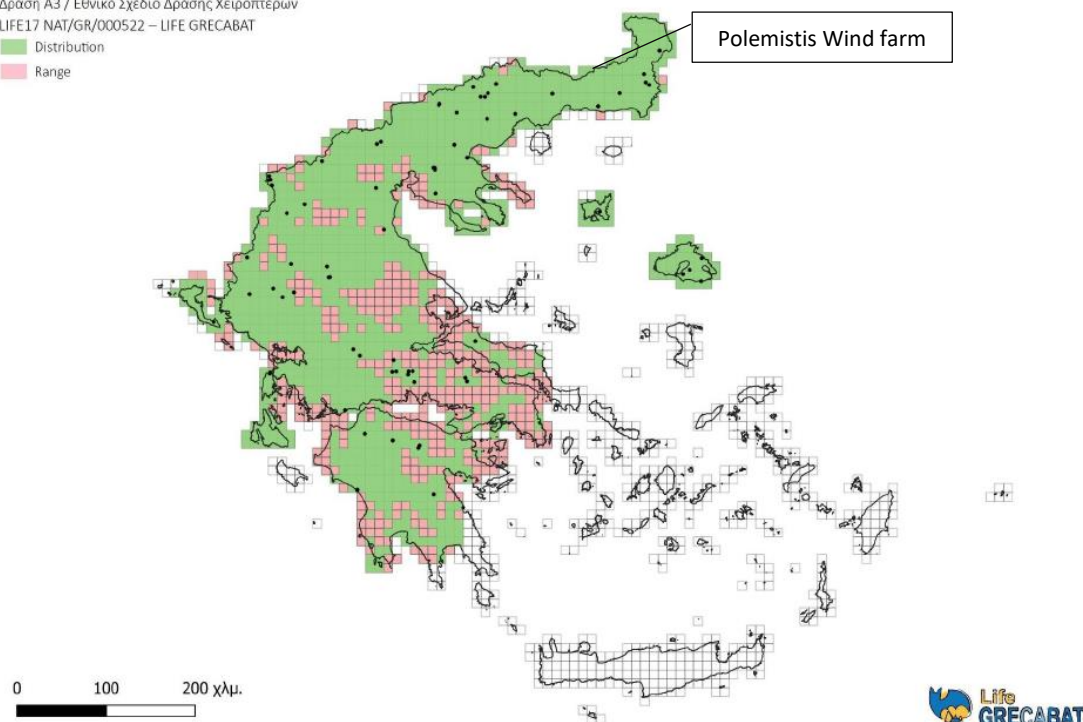 Δράση Α3 / Εθνικό Σχέδιο Δράσης Χειροπτέρων
LIFE17 NAT/GR/000522 – LIFE GRECABAT
Distribution
Range
Polemistis Wind farm
0 100 200 χλμ.
Life
GRECABAT